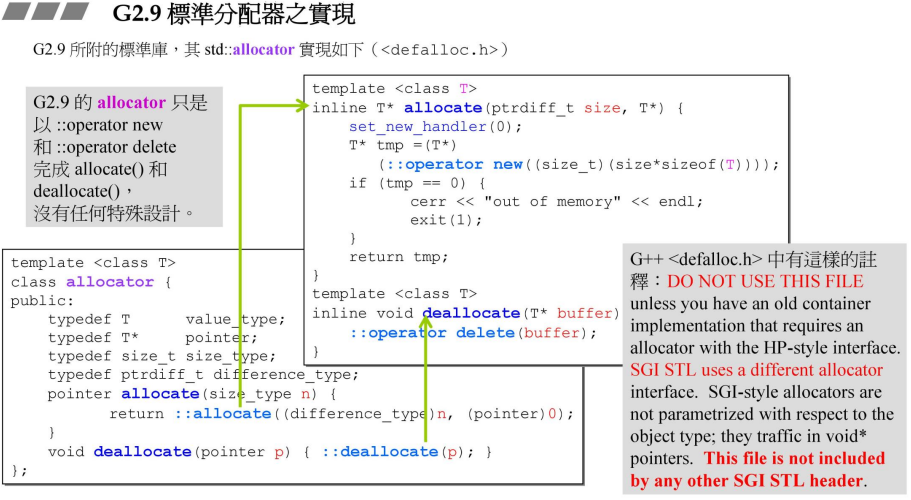 G2.9 標準分配器之實現
G2.9 所附的標準庫，其 std::allocator 實現如下（<defalloc.h>）
G2.9 的 allocator 只是
以 ::operator new
和 ::operator delete
完成 allocate() 和
deallocate()，
沒有任何特殊設計。
template <class T>
inline T* allocate(ptrdiff_t size, T*) {
    set_new_handler(0);
    T* tmp =(T*)
       (::operator new((size_t)(size*sizeof(T))));
    if (tmp == 0) {
           cerr << "out of memory" << endl;
           exit(1);
    }
    return tmp;
}
template <class T>
inline void deallocate(T* buffer)
    ::operator delete(buffer);
}
template <class T>
class allocator {
public:
    typedef T      value_type;
    typedef T*     pointer;
    typedef size_t size_type;
    typedef ptrdiff_t difference_type;
    pointer allocate(size_type n) {
           return ::allocate((difference_type)n, (pointer)0);
    }
    void deallocate(pointer p) { ::deallocate(p); }
};
G++ <defalloc.h> 中有這樣的註
釋：DO NOT USE THIS FILE
unless you have an old container
implementation that requires an
allocator with the HP-style interface.
SGI STL uses a different allocator
interface.  SGI-style allocators are
not parametrized with respect to the
object type; they traffic in void*
pointers.  This file is not included
by any other SGI STL header.